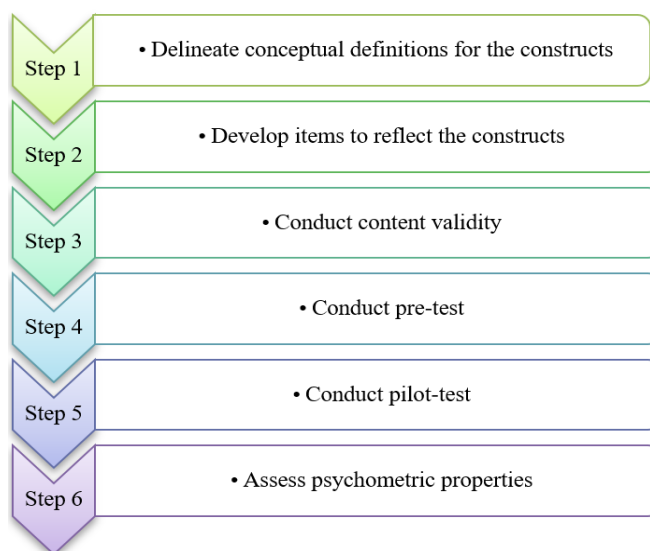 Step 1
• Delineate conceptual definitions for the constructs
Step 2
• Develop items to reflect the constructs
Step 3
• Conduct content validity
Step 4
• Conduct pre-test
Step 5
• Conduct pilot-test
Step 6
• Assess psychometric properties